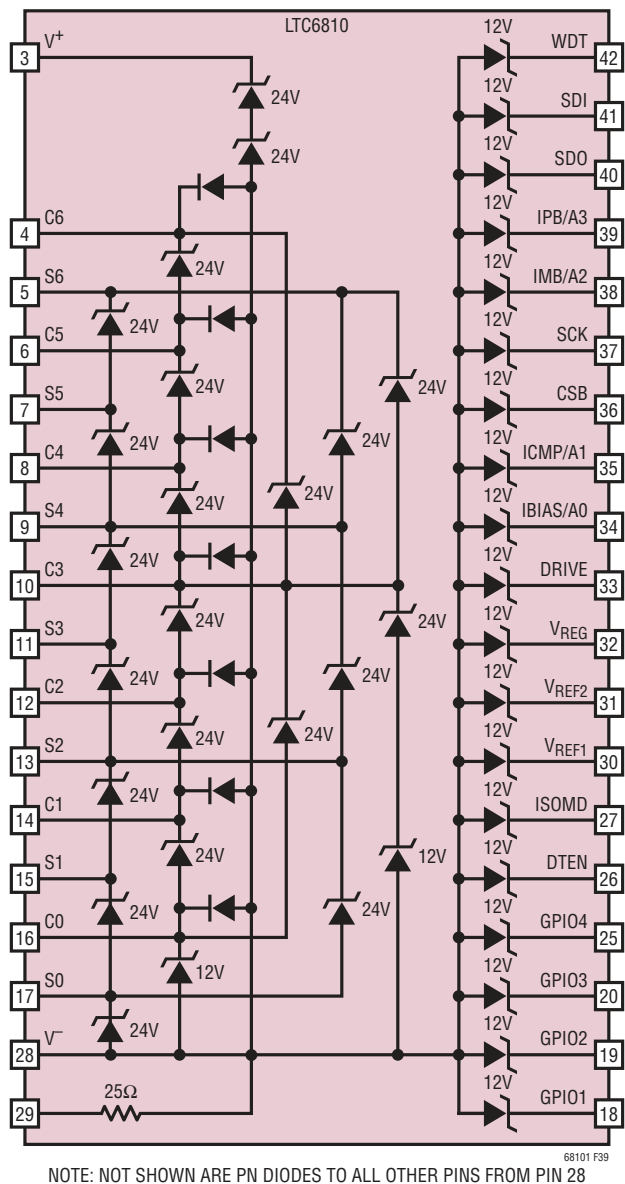 LTC6810
3 V+
24V
24V
4 C6
24V
5 S6
24V
6 C5
24V
24V
7 S5
24V
24V
8 C4
24V
24V
9 S4
24V
10 C3
24V
24V
11 S3
24V
24V
12 C2
24V
24V
13 S2
24V
14 C1
24V
12V
15 S1
24V
24V
16 C0
12V
17 S0
24V
28 V–
25Ω
29
12V WDT 42
12V SDI 41
12V SDO 40
12V IPB/A3 39
12V IMB/A2 38
12V SCK 37
12V CSB 36
12V ICMP/A1 35
12V IBIAS/A0 34
12V DRIVE 33
12V VREG 32
12V VREF2 31
12V VREF1 30
12V ISOMD 27
12V DTEN 26
12V GPIO4 25
12V GPIO3 20
12V GPIO2 19
12V GPIO1 18
68101 F39
NOTE: NOT SHOWN ARE PN DIODES TO ALL OTHER PINS FROM PIN 28